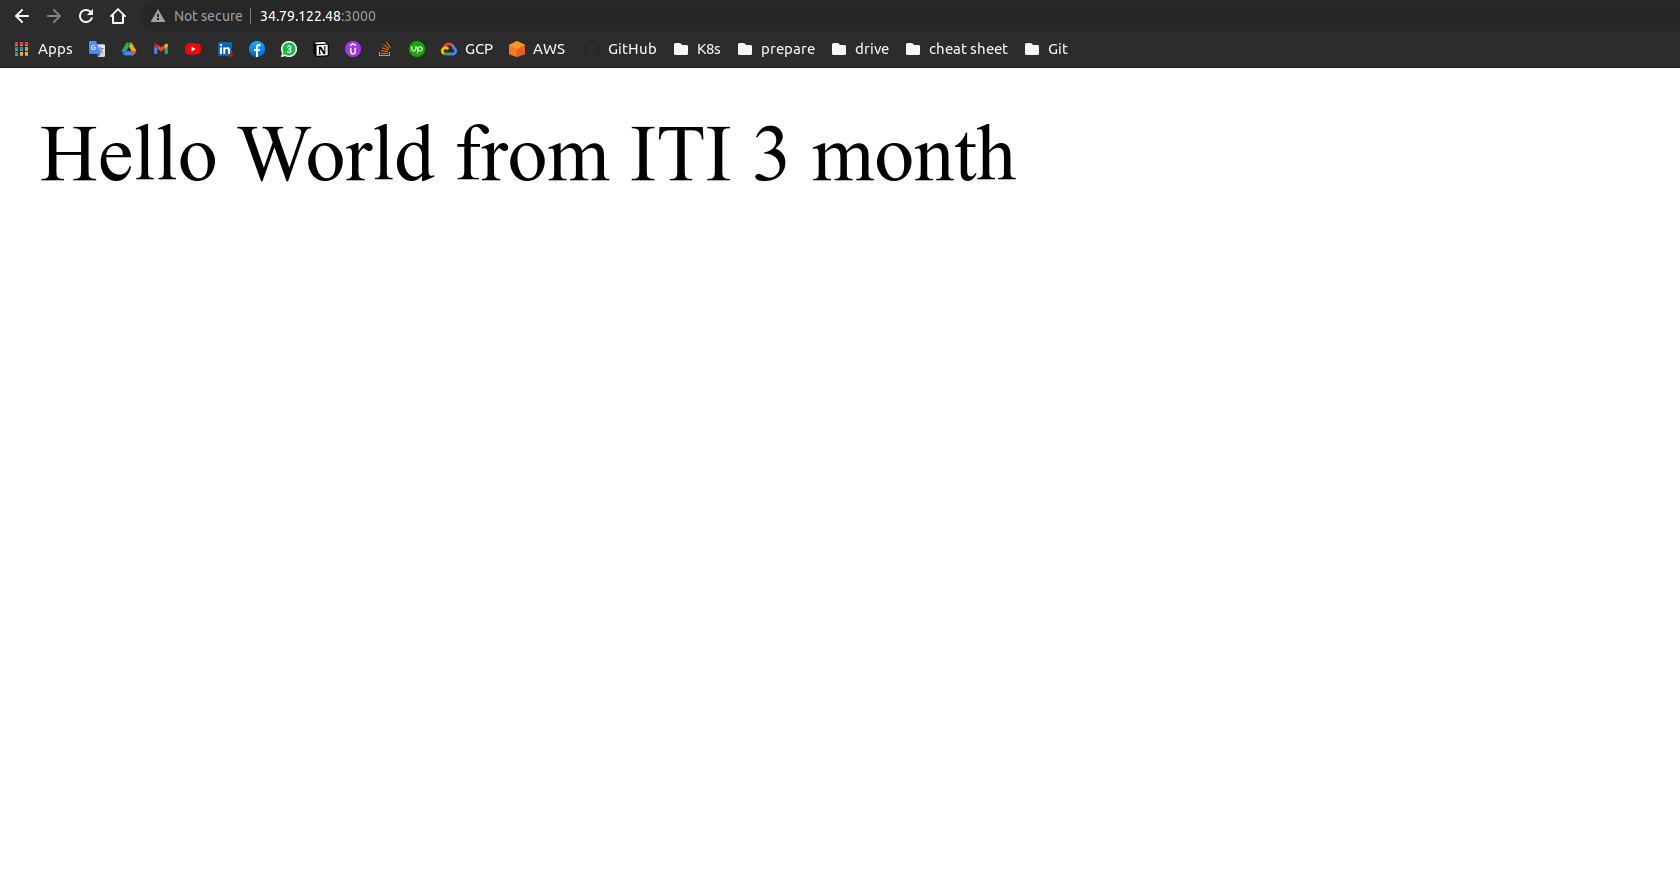 Not secure | 34.79.122.48:3000
Apps GCP AWS GitHub K8s prepare drive cheat sheet Git
Hello World from ITI 3 month